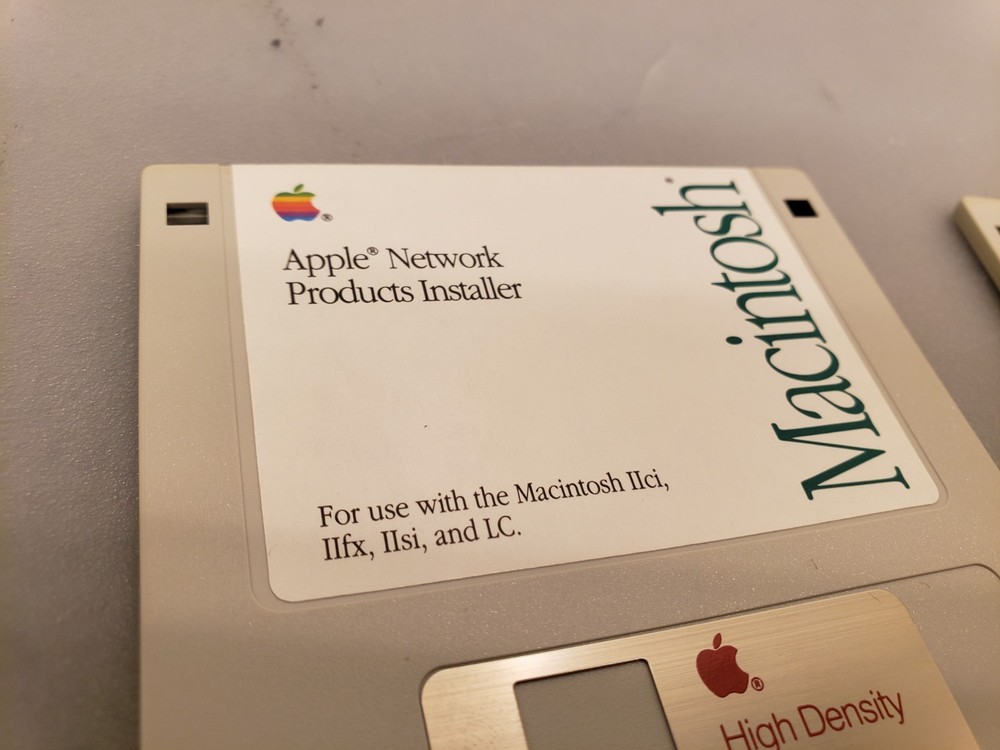 ®
Apple® Network
Products Installer
Macintosh®
For use with the Macintosh IIci,
IIfx, IIsi, and LC.
®
High Density